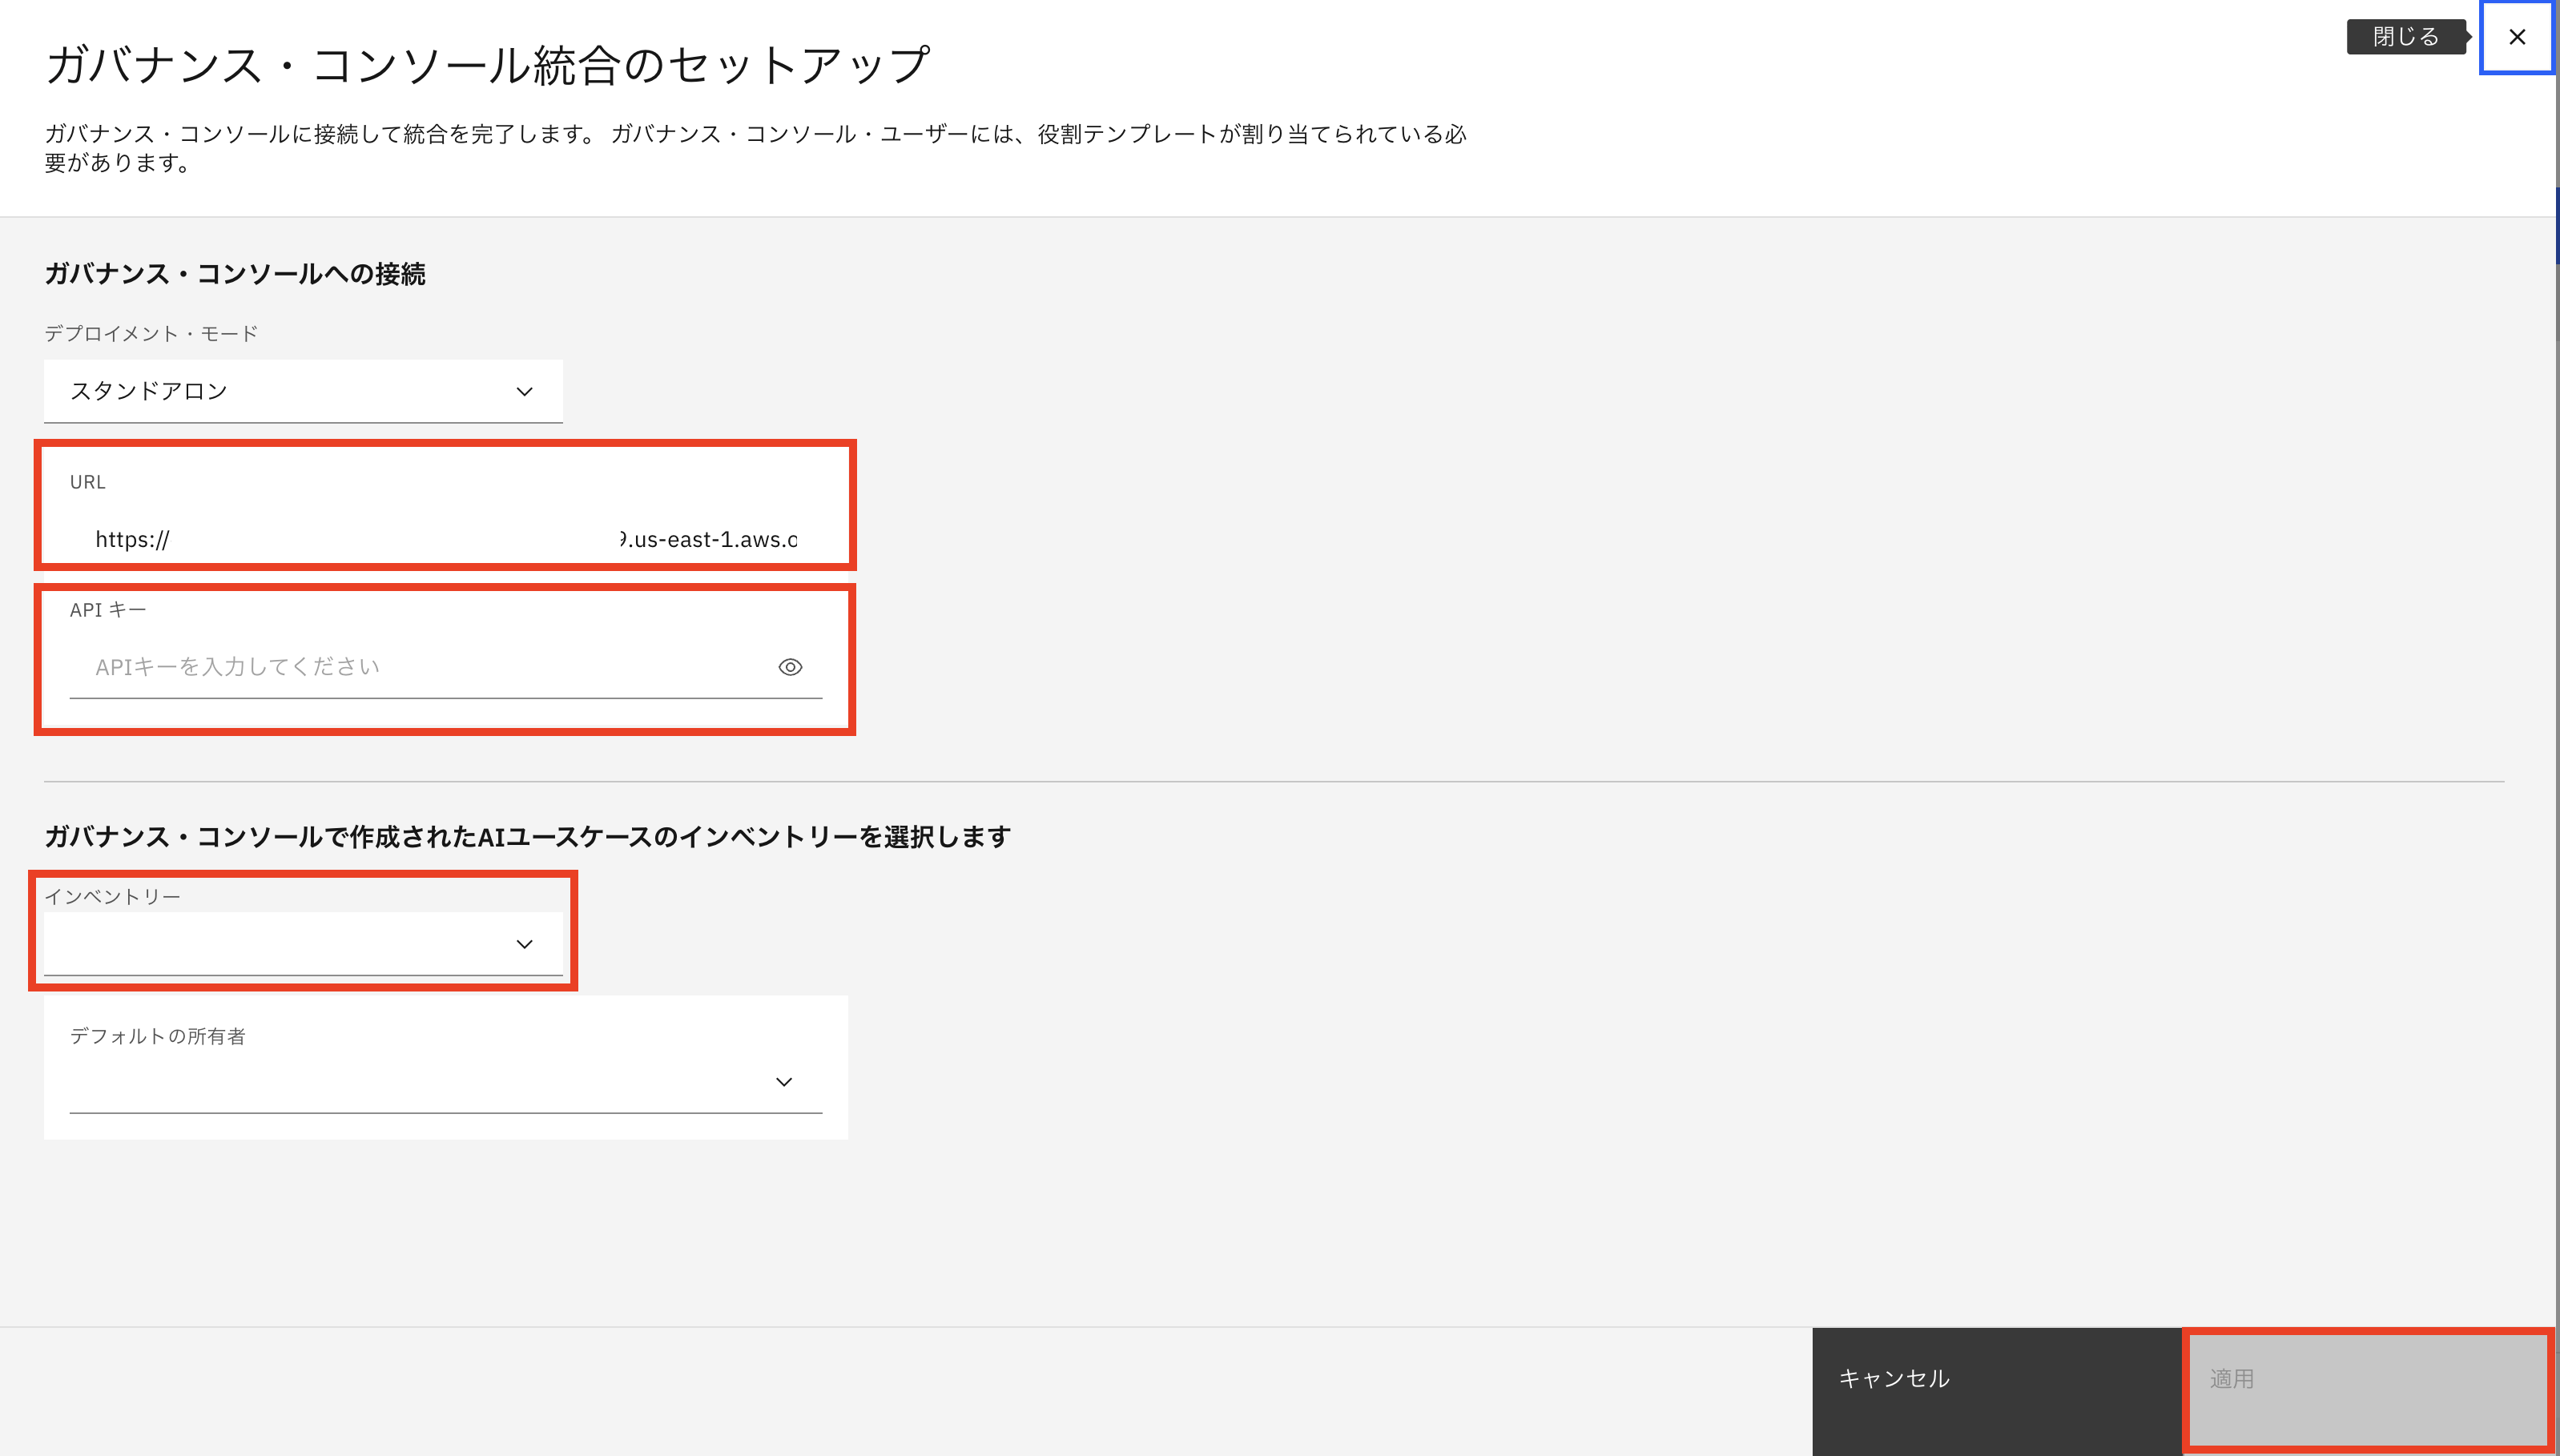 閉じる
ガバナンス・コンソール統合のセットアップ
ガバナンス・コンソールに接続して統合を完了します。 ガバナンス・コンソール・ユーザーには、役割テンプレートが割り当てられている必
要があります。
ガバナンス・コンソールへの接続
デプロイメント・モード
スタンドアロン
URL
https:// .us-east-1.aws.
API キー
APIキーを入力してください
ガバナンス・コンソールで作成されたAIユースケースのインベントリーを選択します
インベントリー
デフォルトの所有者
キャンセル
適用